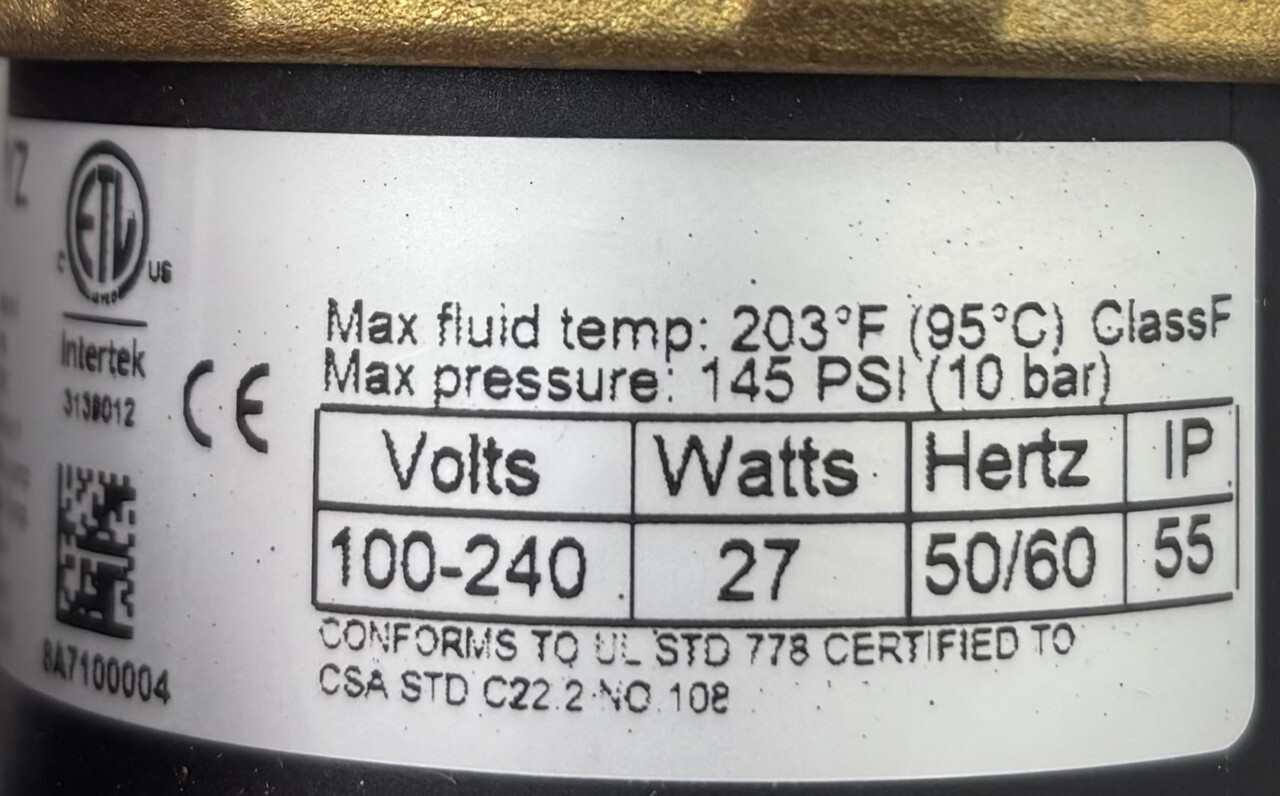 ETL
C US
Intertek
3139012
CE
8A7100004
Max fluid temp: 203°F (95°C) ClassF
Max pressure: 145 PSI (10 bar)
Volts Watts Hertz IP
100-240 27 50/60 55
CONFORMS TO UL STD 778 CERTIFIED TO
CSA STD C22.2 NO.108